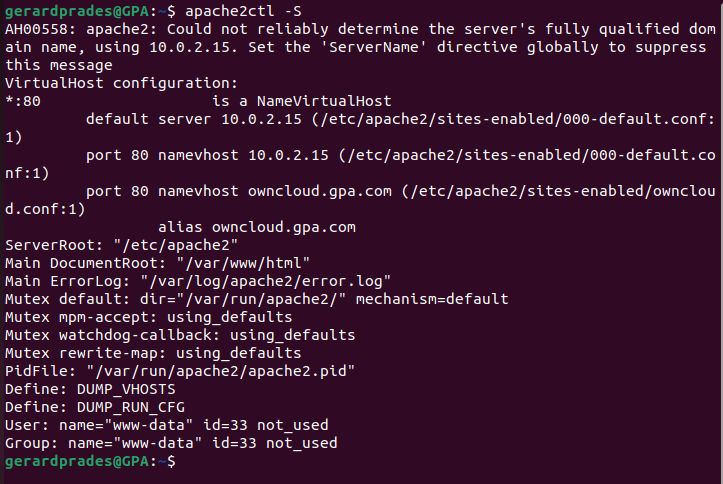 gerardprades@GPA:~$ apache2ctl -S
AH00558: apache2: Could not reliably determine the server's fully qualified dom
ain name, using 10.0.2.15. Set the 'ServerName' directive globally to suppress
this message
VirtualHost configuration:
*:80                   is a NameVirtualHost
         default server 10.0.2.15 (/etc/apache2/sites-enabled/000-default.conf:
1)
         port 80 namevhost 10.0.2.15 (/etc/apache2/sites-enabled/000-default.co
nf:1)
         port 80 namevhost owncloud.gpa.com (/etc/apache2/sites-enabled/ownclou
d.conf:1)
                 alias owncloud.gpa.com
ServerRoot: "/etc/apache2"
Main DocumentRoot: "/var/www/html"
Main ErrorLog: "/var/log/apache2/error.log"
Mutex default: dir="/var/run/apache2/" mechanism=default
Mutex mpm-accept: using_defaults
Mutex watchdog-callback: using_defaults
Mutex rewrite-map: using_defaults
PidFile: "/var/run/apache2/apache2.pid"
Define: DUMP_VHOSTS
Define: DUMP_RUN_CFG
User: name="www-data" id=33 not_used
Group: name="www-data" id=33 not_used
gerardprades@GPA:~$